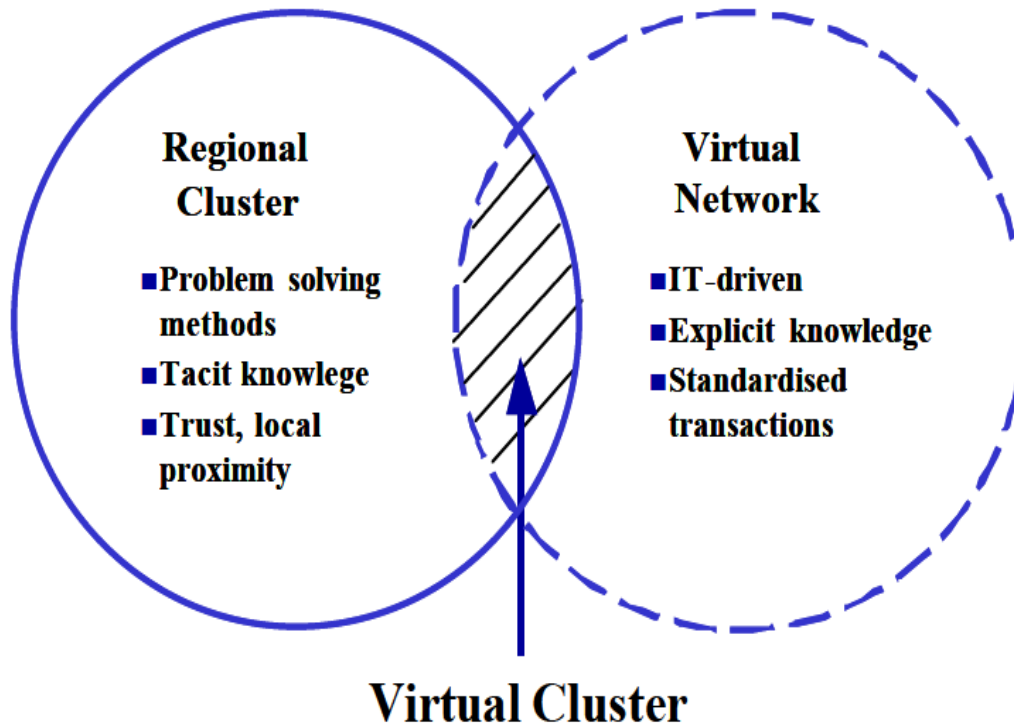 Regional
Cluster
■Problem solving
methods
■Tacit knowlege
■Trust, local
proximity
Virtual
Network
■IT-driven
■Explicit knowledge
■Standardised
transactions
Virtual Cluster